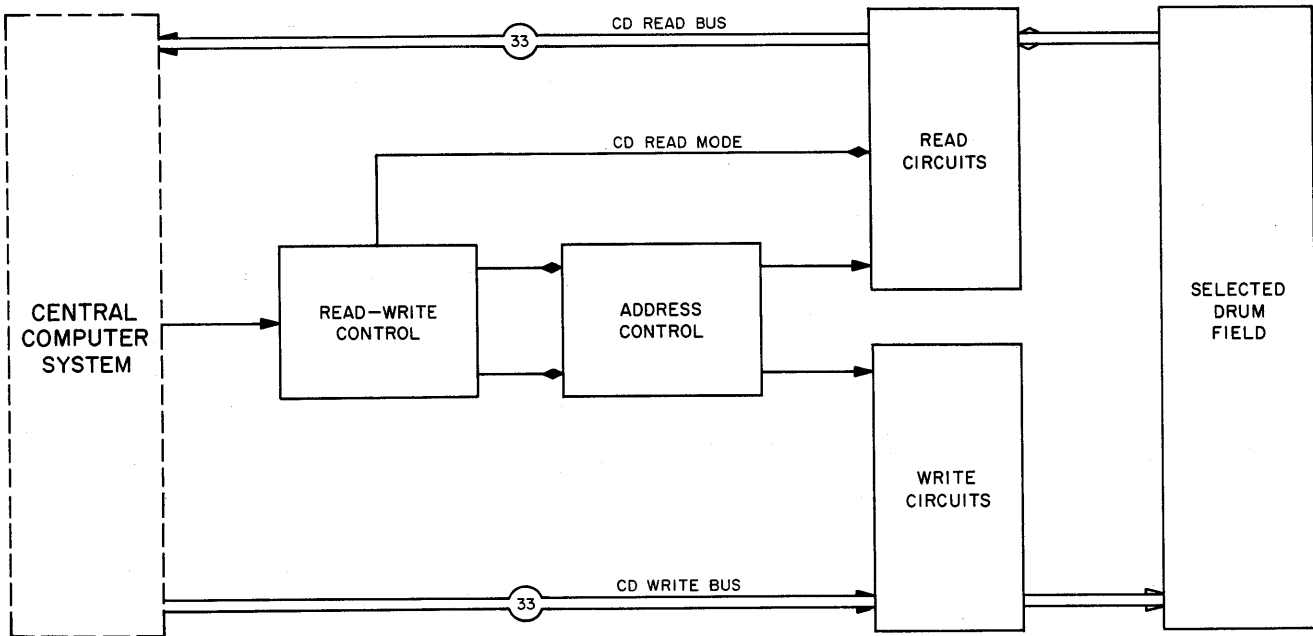 CD READ BUS
33
CD READ MODE
READ
CIRCUITS
CENTRAL
COMPUTER
SYSTEM
READ-WRITE
CONTROL
ADDRESS
CONTROL
SELECTED
DRUM
FIELD
WRITE
CIRCUITS
CD WRITE BUS
33